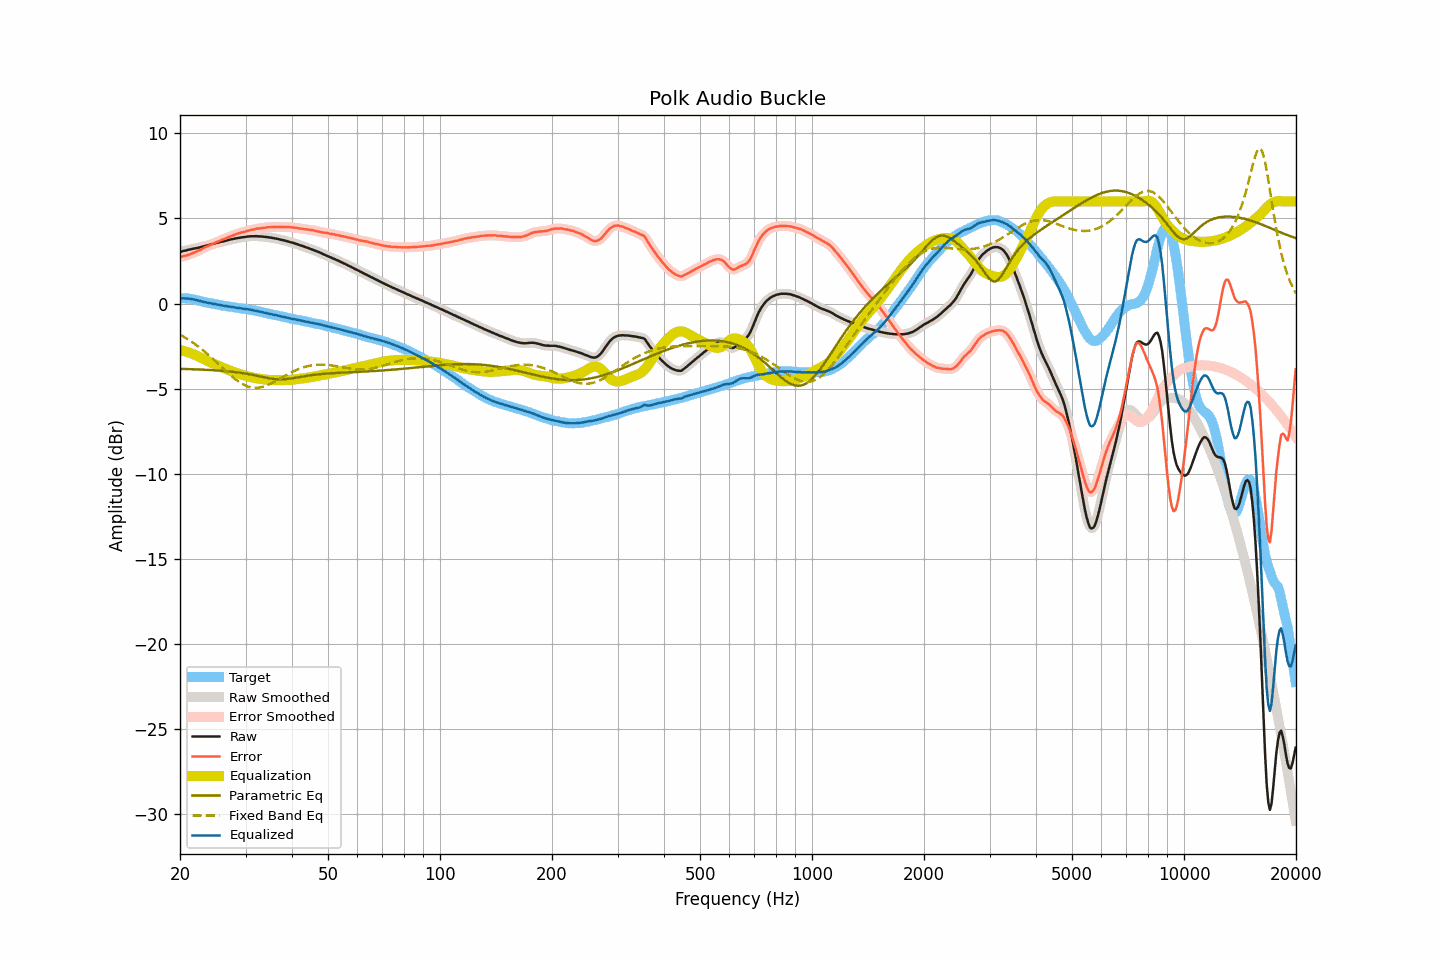 Polk Audio Buckle
Amplitude (dBr)
10
5
0
−5
−10
−15
−20
−25
−30
Target
Raw Smoothed
Error Smoothed
Raw
Error
Equalization
Parametric Eq
Fixed Band Eq
Equalized
20 50 100 200 500 1000 2000 5000 10000 20000
Frequency (Hz)